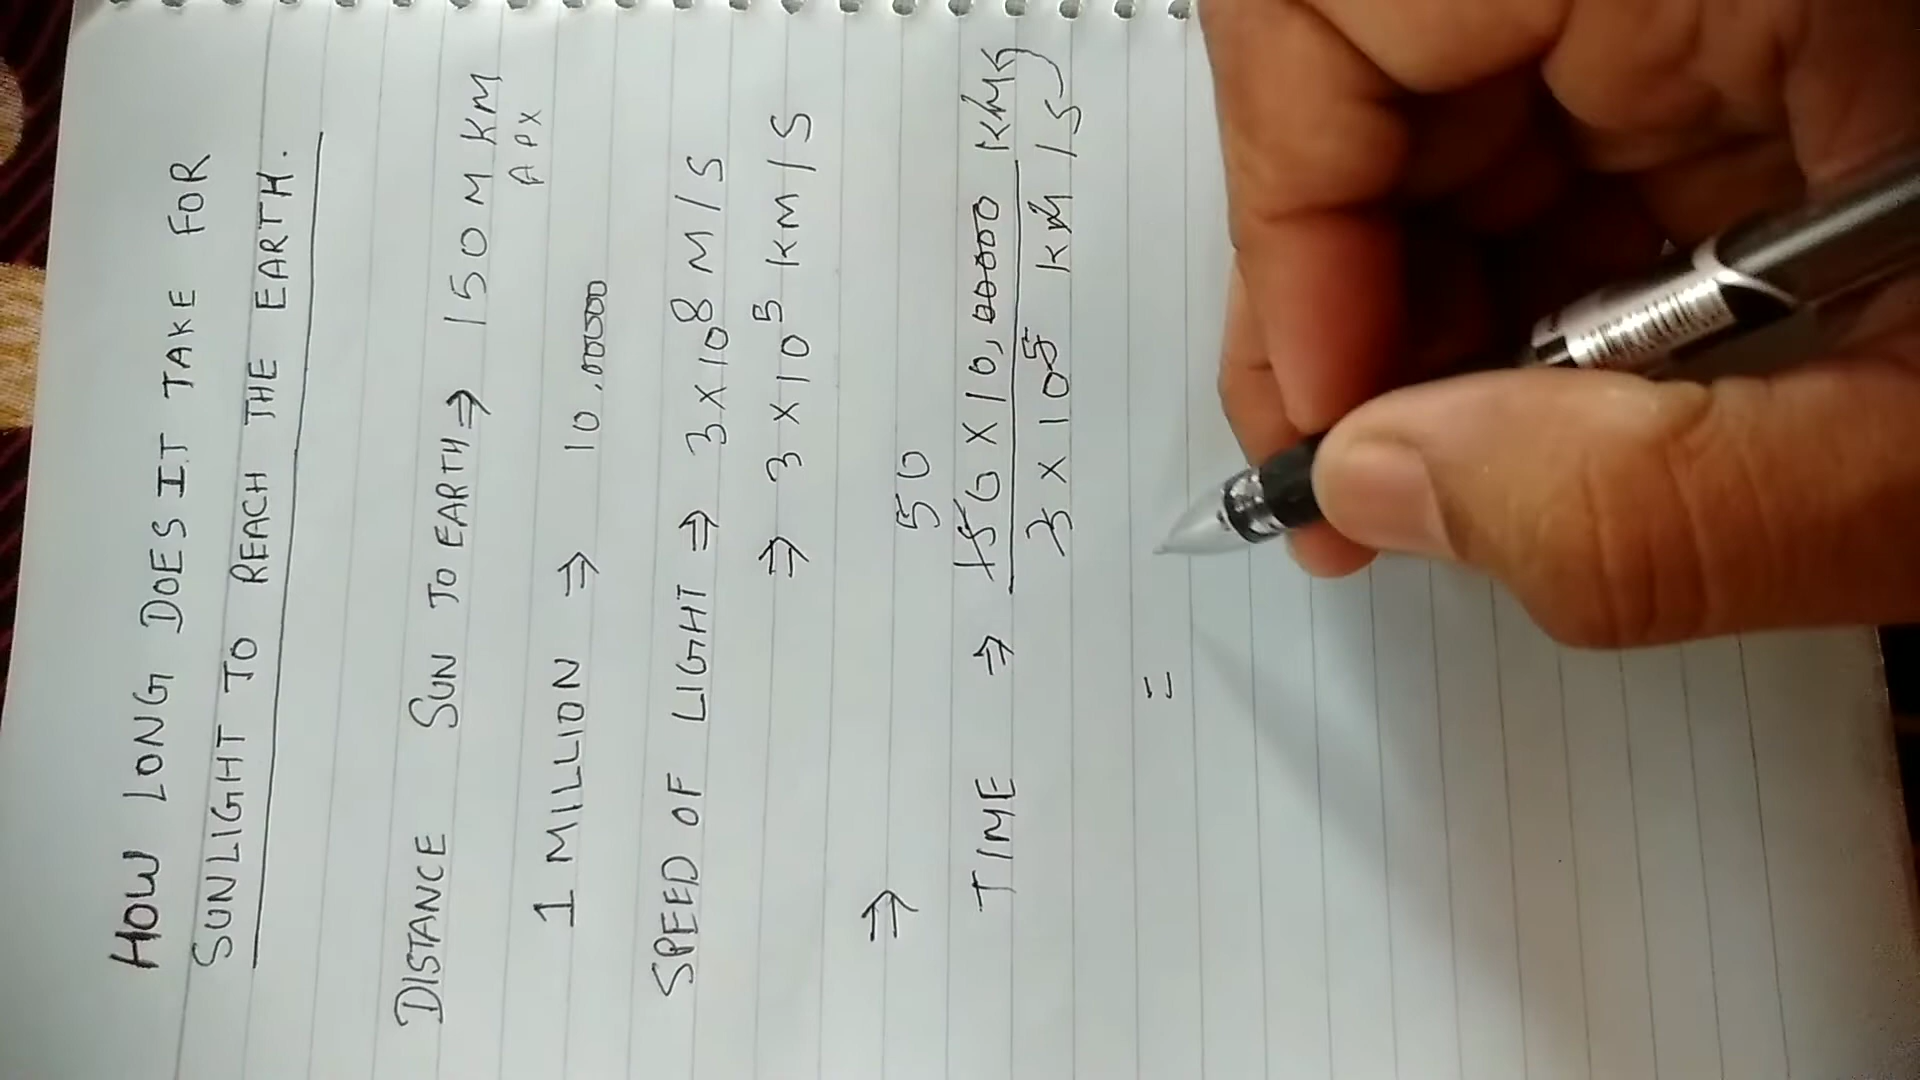 HOW LONG DOES IT TAKE FOR
SUNLIGHT TO REACH THE EARTH.
DISTANCE SUN TO EARTH ⇒ 150 M KM
APX
1 MILLION ⇒ 10,00000
SPEED OF LIGHT ⇒ 3 X 10^8 M/S
⇒ 3 X 10^5 KM/S
⇒
50
TIME ⇒ 150 X 10,00000 KMS
3 X 10^5 KM/S
=